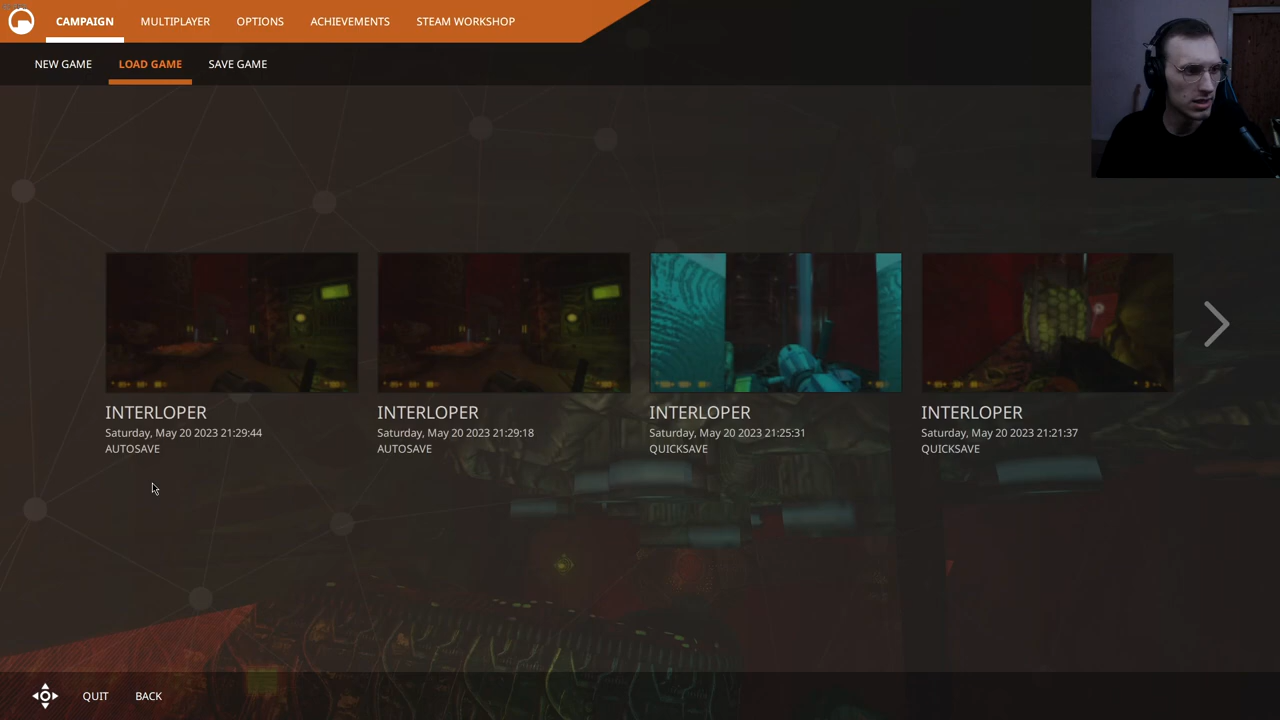 CAMPAIGN MULTIPLAYER OPTIONS ACHIEVEMENTS STEAM WORKSHOP
NEW GAME LOAD GAME SAVE GAME
INTERLOPER
Saturday, May 20 2023 21:29:44
AUTOSAVE
INTERLOPER
Saturday, May 20 2023 21:29:18
AUTOSAVE
INTERLOPER
Saturday, May 20 2023 21:25:31
QUICKSAVE
INTERLOPER
Saturday, May 20 2023 21:21:37
QUICKSAVE
QUIT BACK